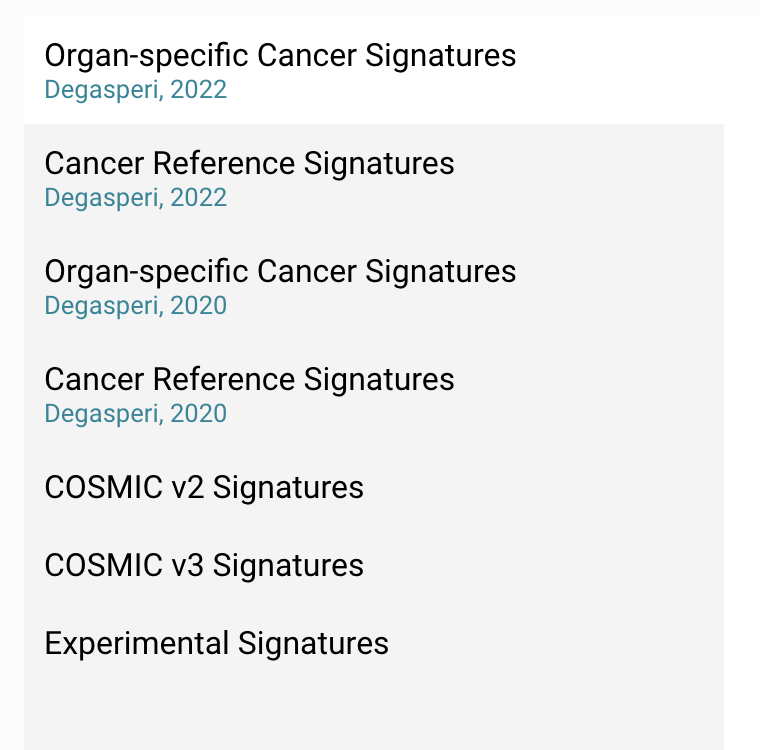 Organ-specific Cancer Signatures
Degasperi, 2022
Cancer Reference Signatures
Degasperi, 2022
Organ-specific Cancer Signatures
Degasperi, 2020
Cancer Reference Signatures
Degasperi, 2020
COSMIC v2 Signatures
COSMIC v3 Signatures
Experimental Signatures